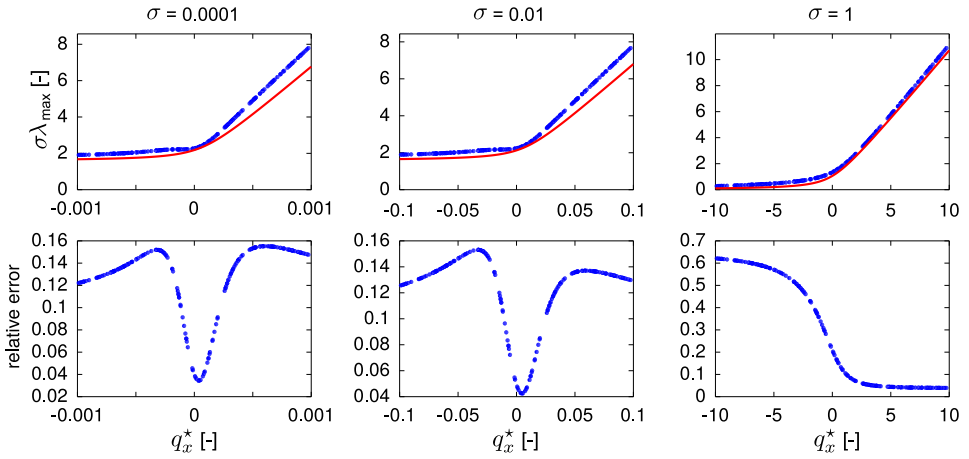 σ = 0.0001
σ = 0.01
σ = 1
σλ_max [-]
8
6
4
2
0
-0.001 0 0.001
8
6
4
2
0
-0.1 -0.05 0 0.05 0.1
10
8
6
4
2
0
-10 -5 0 5 10
relative error
0.16
0.14
0.12
0.1
0.08
0.06
0.04
0.02
-0.001 0 0.001
q_x^⋆ [-]
0.16
0.14
0.12
0.1
0.08
0.06
0.04
-0.1 -0.05 0 0.05 0.1
q_x^⋆ [-]
0.7
0.6
0.5
0.4
0.3
0.2
0.1
0
-10 -5 0 5 10
q_x^⋆ [-]